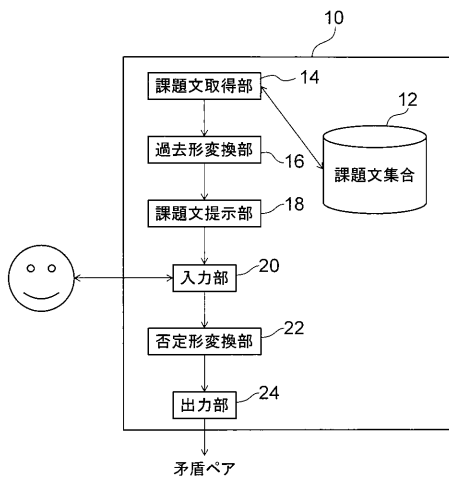 10
課題文取得部
14
12
過去形変換部
16
課題文集合
課題文提示部
18
入力部
20
否定形変換部
22
出力部
24
矛盾ペア